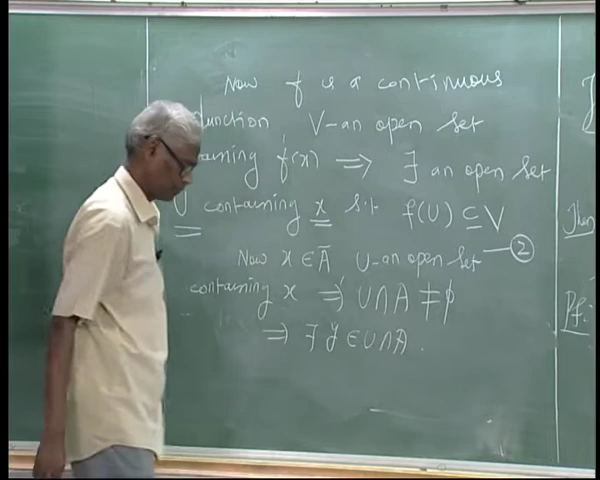 Now f is a continuous
function V-an open set
containing f(x) ⇒ ∃ an open set
U containing x s.t. f(U) ⊆ V
— ②
Now x ∈ Ā U-an open set
containing x ⇒ U∩A ≠ φ
⇒ ∃ y ∈ U∩A.
Then
Pf: